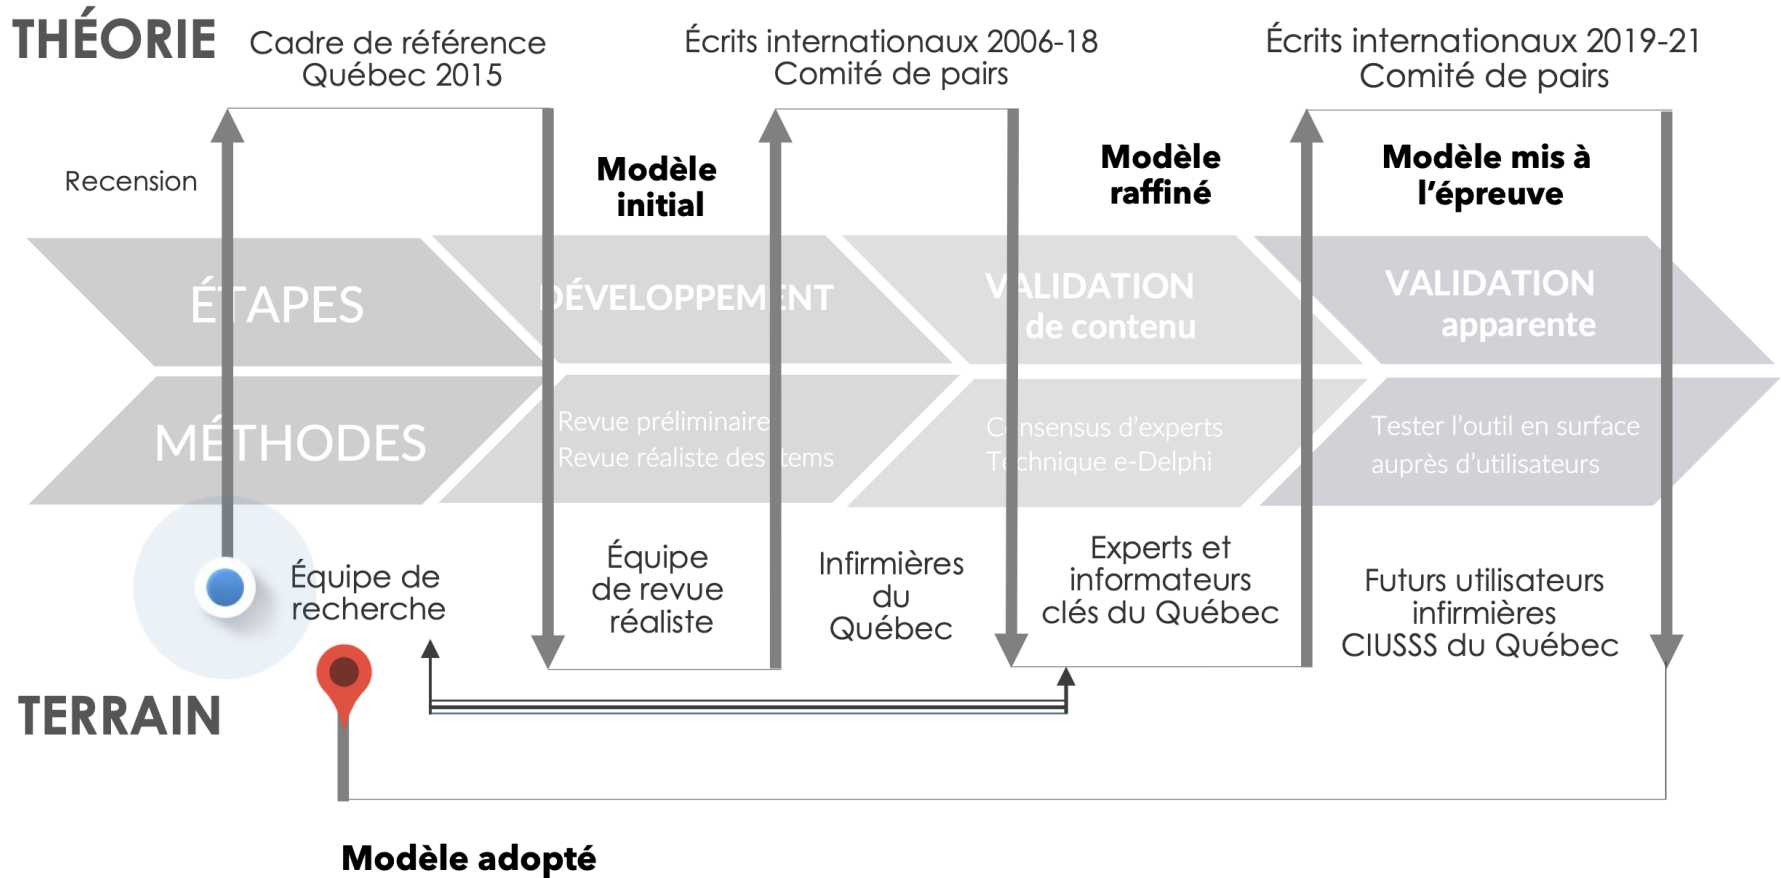 THÉORIE
Cadre de référence
Québec 2015
Écrits internationaux 2006-18
Comité de pairs
Écrits internationaux 2019-21
Comité de pairs
Recension
Modèle
initial
Modèle
raffiné
Modèle mis à
l'épreuve
ÉTAPES
DÉVELOPPEMENT
VALIDATION
de contenu
VALIDATION
apparente
MÉTHODES
Revue préliminaire
Revue réaliste des items
Consensus d'experts
Technique e-Delphi
Tester l'outil en surface
auprès d'utilisateurs
Équipe de
recherche
Équipe
de revue
réaliste
Infirmières
du
Québec
Experts et
informateurs
clés du Québec
Futurs utilisateurs
infirmières
CIUSSS du Québec
TERRAIN
Modèle adopté